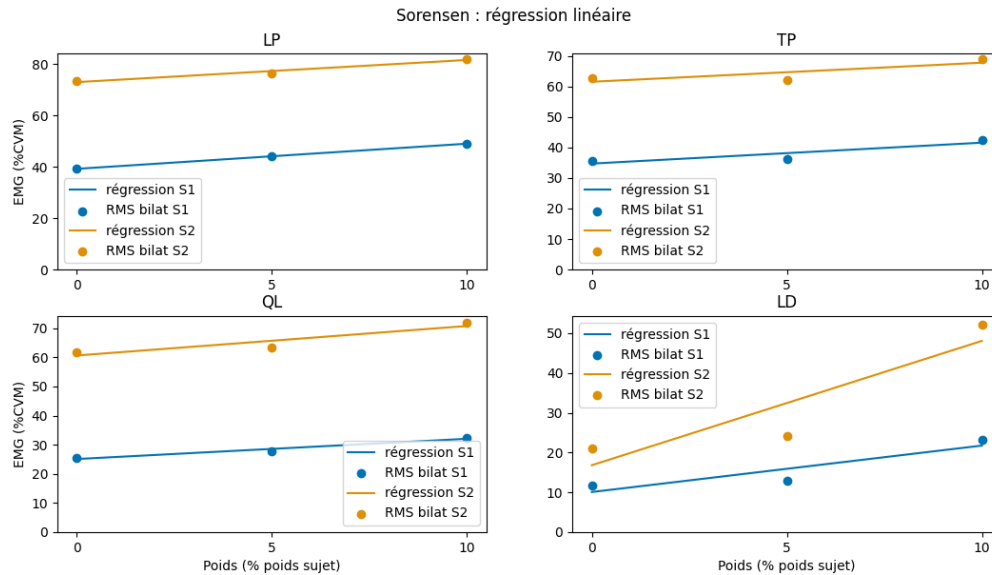 Sorensen : régression linéaire
LP
EMG (%CVM)
80
60
40
20
0
0
5
10
régression S1
RMS bilat S1
régression S2
RMS bilat S2
TP
70
60
50
40
30
20
10
0
0
5
10
régression S1
RMS bilat S1
régression S2
RMS bilat S2
QL
EMG (%CVM)
70
60
50
40
30
20
10
0
0
5
10
régression S1
RMS bilat S1
régression S2
RMS bilat S2
Poids (% poids sujet)
LD
50
40
30
20
10
0
0
5
10
régression S1
RMS bilat S1
régression S2
RMS bilat S2
Poids (% poids sujet)